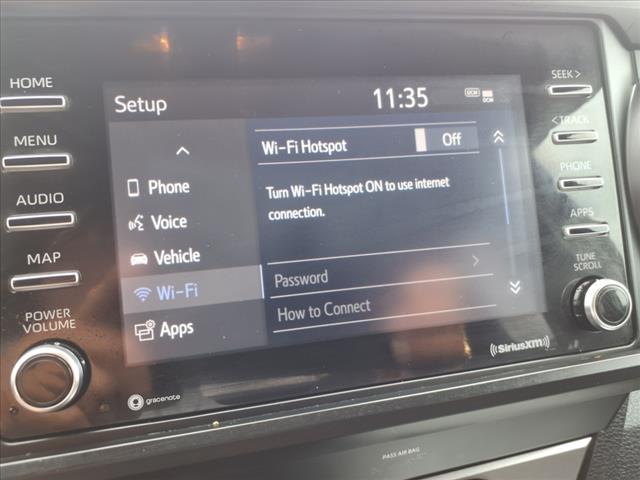 HOME
MENU
AUDIO
MAP
POWER
VOLUME
Setup
11:35
DCM
Phone
Voice
Vehicle
Wi-Fi
Apps
Wi-Fi Hotspot
Off
Turn Wi-Fi Hotspot ON to use internet
connection.
Password
How to Connect
SEEK >
< TRACK
PHONE
APPS
TUNE
SCROLL
gracenote
SiriusXM
PASS AIR BAG